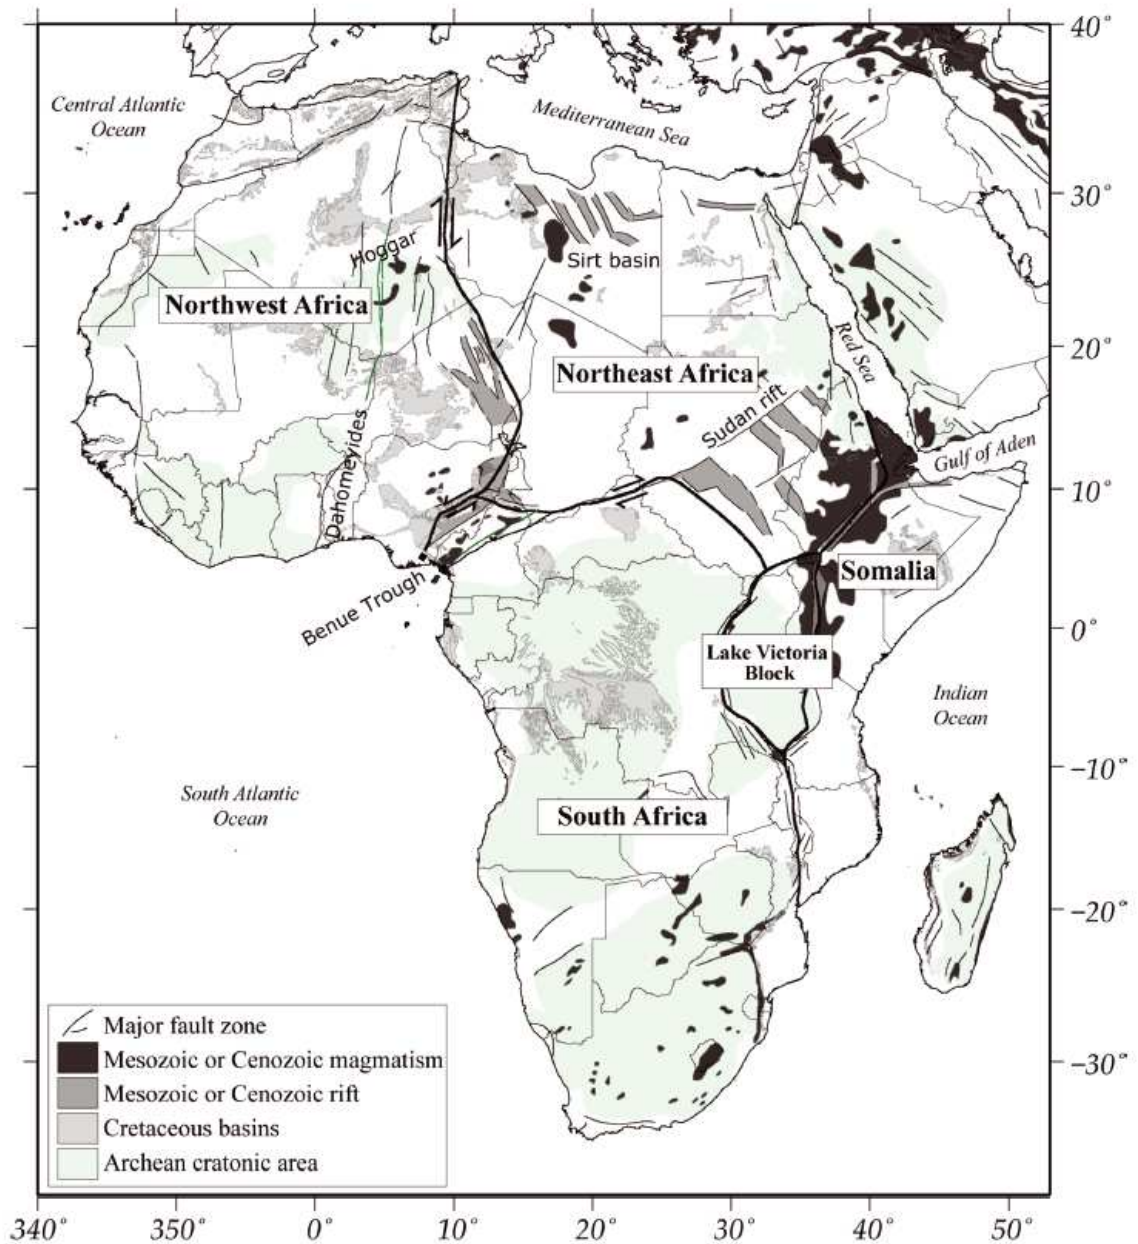 40°
Central Atlantic
Ocean
Mediterranean Sea
30°
Hoggar
Sirt basin
Northwest Africa
Red Sea
20°
Northeast Africa
Sudan rift
Dahomeyides
Gulf of Aden
10°
Somalia
Benue Trough
0°
Lake Victoria
Block
Indian
Ocean
-10°
South Atlantic
Ocean
South Africa
-20°
Major fault zone
Mesozoic or Cenozoic magmatism
-30°
Mesozoic or Cenozoic rift
Cretaceous basins
Archean cratonic area
340° 350° 0° 10° 20° 30° 40° 50°